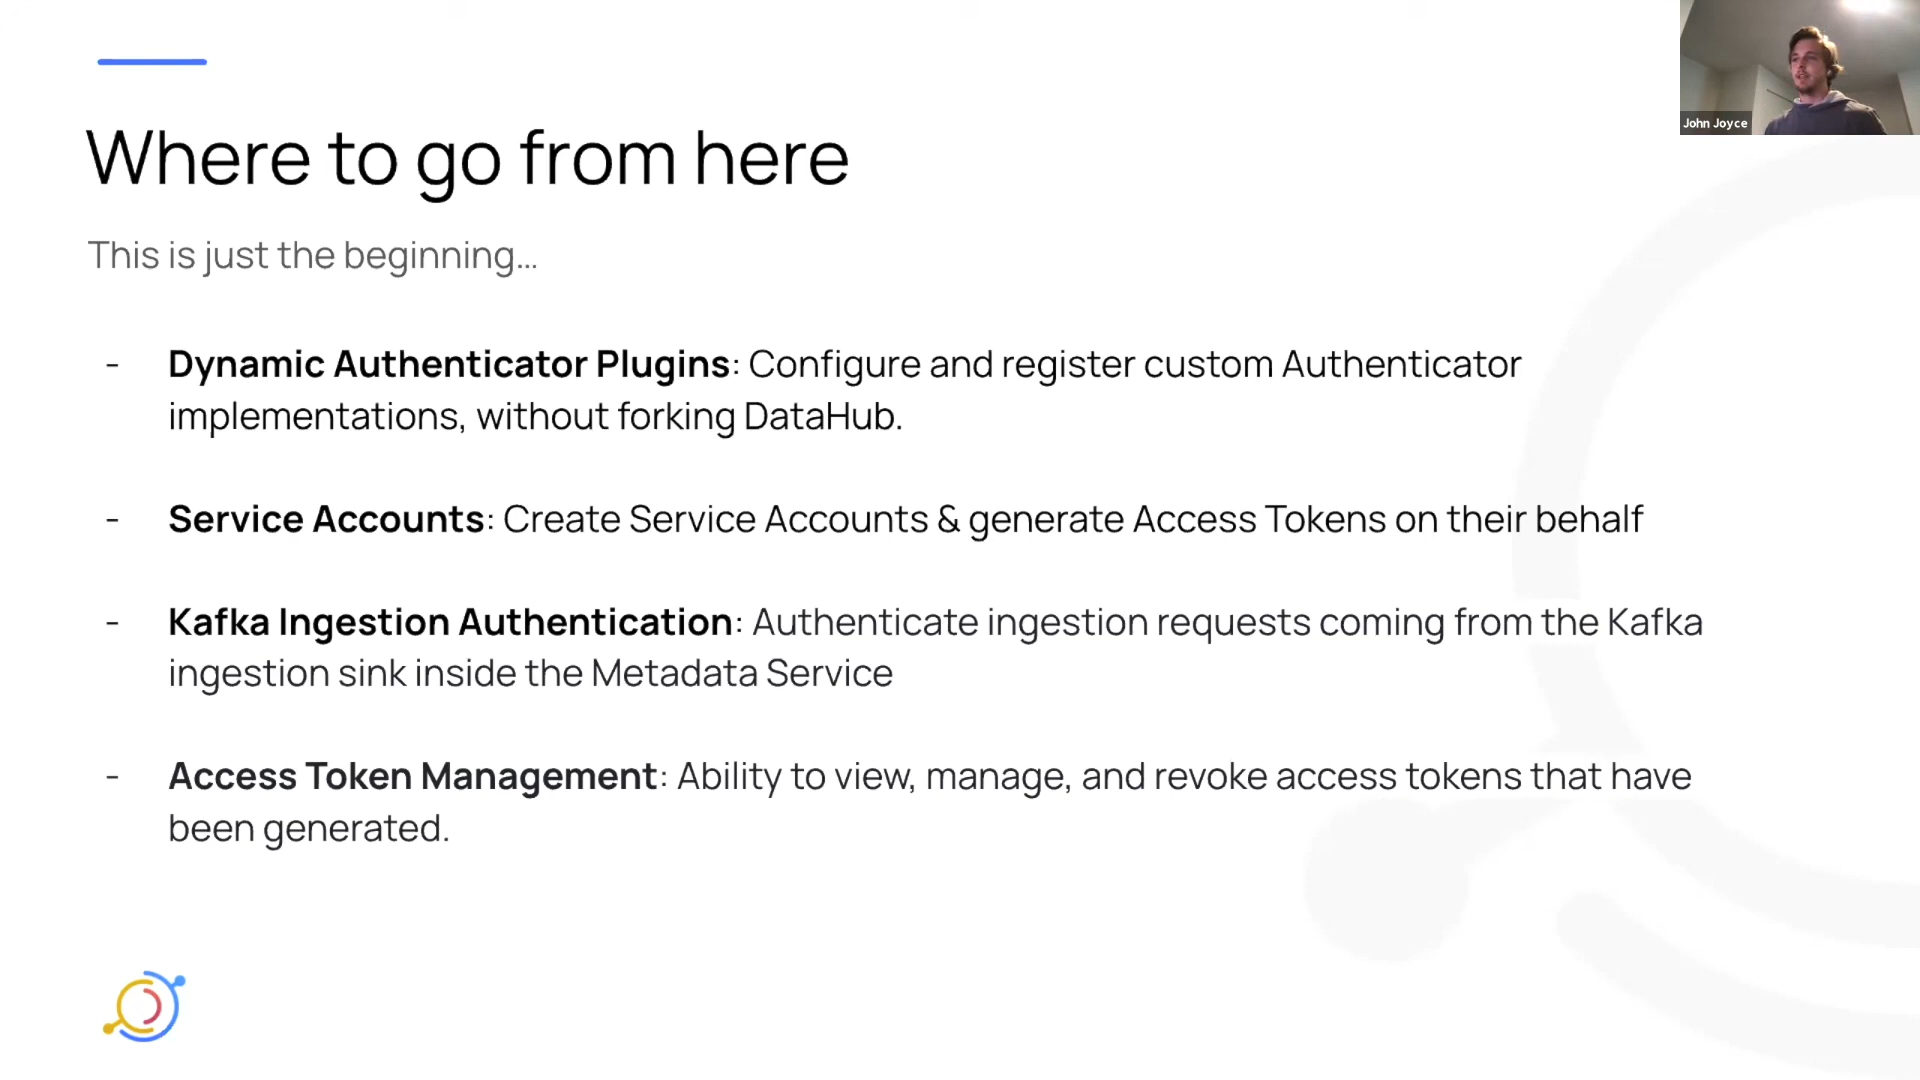 John Joyce
Where to go from here
This is just the beginning...
- Dynamic Authenticator Plugins: Configure and register custom Authenticator
implementations, without forking DataHub.
- Service Accounts: Create Service Accounts & generate Access Tokens on their behalf
- Kafka Ingestion Authentication: Authenticate ingestion requests coming from the Kafka
ingestion sink inside the Metadata Service
- Access Token Management: Ability to view, manage, and revoke access tokens that have
been generated.